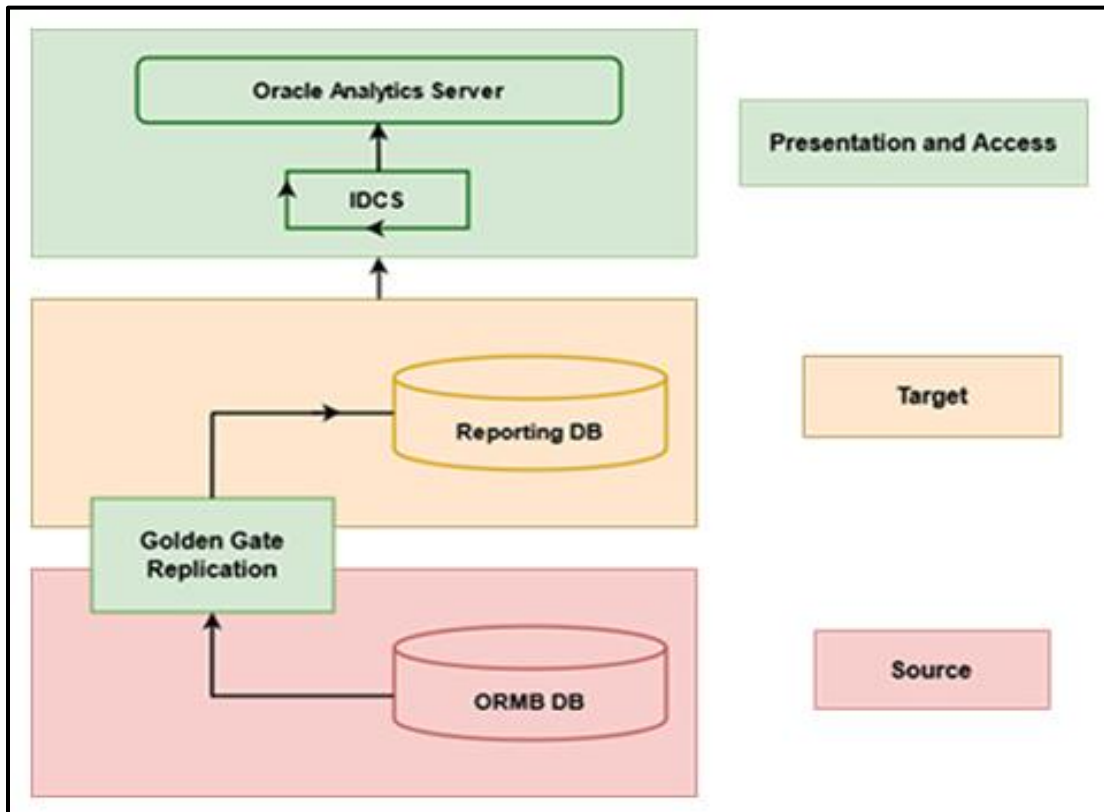 Oracle Analytics Server
IDCS
Presentation and Access
Reporting DB
Target
Golden Gate
Replication
ORMB DB
Source